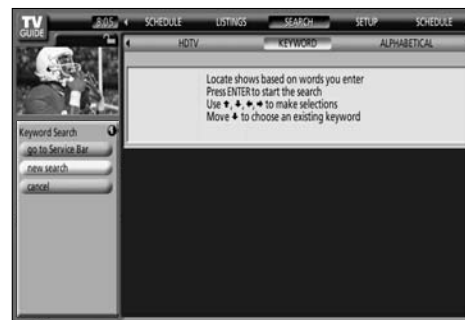 TV
GUIDE
9:05
SCHEDULE LISTINGS SEARCH SETUP SCHEDULE
HDTV KEYWORD ALPHABETICAL
Locate shows based on words you enter
Press ENTER to start the search
Use ↑, ↓, ←, → to make selections
Move ↓ to choose an existing keyword
Keyword Search
go to Service Bar
new search
cancel